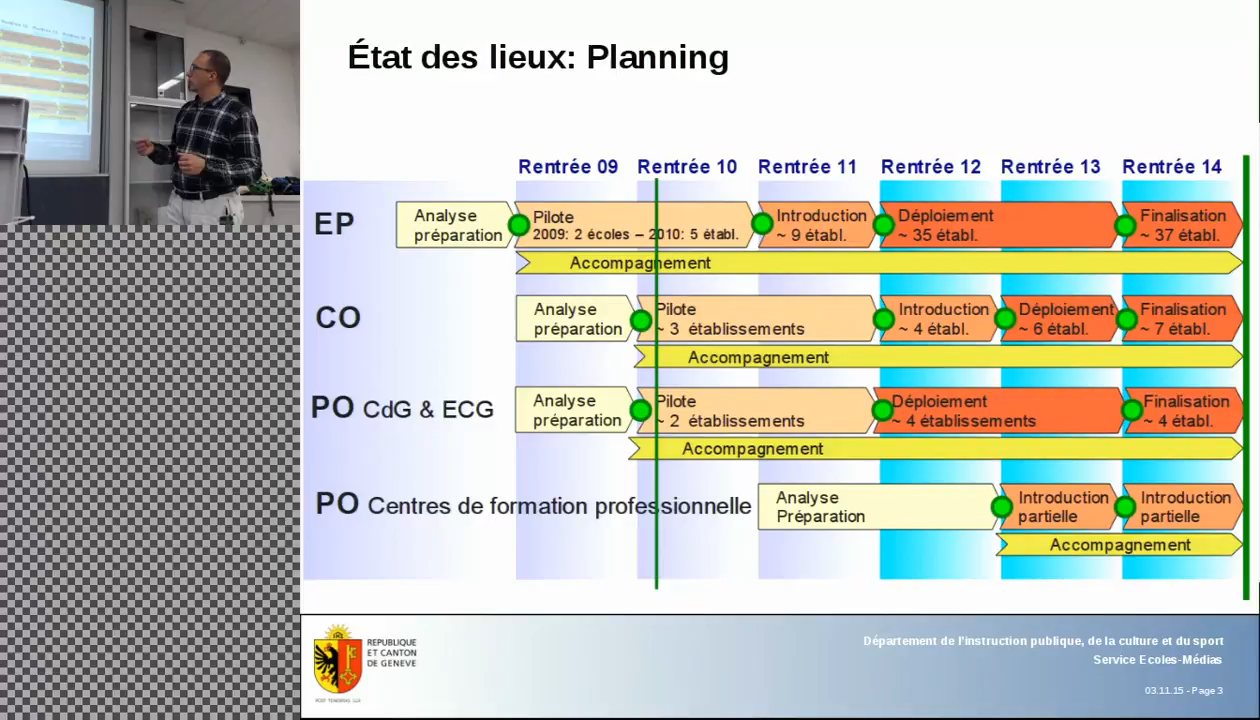 État des lieux: Planning
Rentrée 09 Rentrée 10 Rentrée 11 Rentrée 12 Rentrée 13 Rentrée 14
EP
Analyse
préparation
Pilote
2009: 2 écoles – 2010: 5 établ.
Introduction
~ 9 établ.
Déploiement
~ 35 établ.
Finalisation
~ 37 établ.
Accompagnement
CO
Analyse
préparation
Pilote
~ 3 établissements
Introduction
~ 4 établ.
Déploiement
~ 6 établ.
Finalisation
~ 7 établ.
Accompagnement
PO CdG & ECG
Analyse
préparation
Pilote
~ 2 établissements
Déploiement
~ 4 établissements
Finalisation
~ 4 établ.
Accompagnement
PO Centres de formation professionnelle
Analyse
Préparation
Introduction
partielle
Introduction
partielle
Accompagnement
REPUBLIQUE
ET CANTON
DE GENEVE
POST TENEBRAS LUX
Département de l'instruction publique, de la culture et du sport
Service Ecoles-Médias
03.11.15 - Page 3